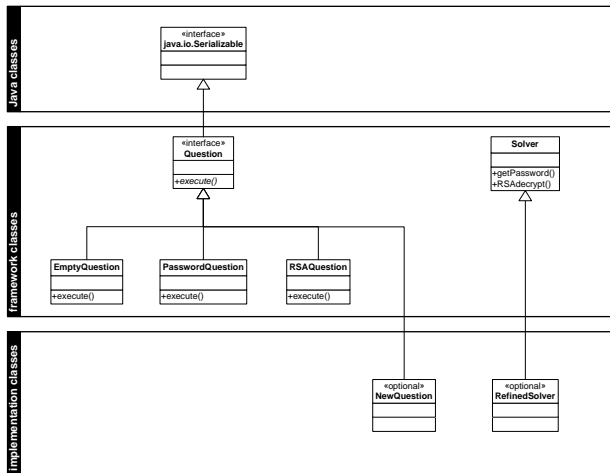 Java classes
«interface»
java.io.Serializable
framework classes
«interface»
Question
+execute()
Solver
+getPassword()
+RSAdecrypt()
EmptyQuestion
+execute()
PasswordQuestion
+execute()
RSAQuestion
+execute()
implementation classes
«optional»
NewQuestion
«optional»
RefinedSolver